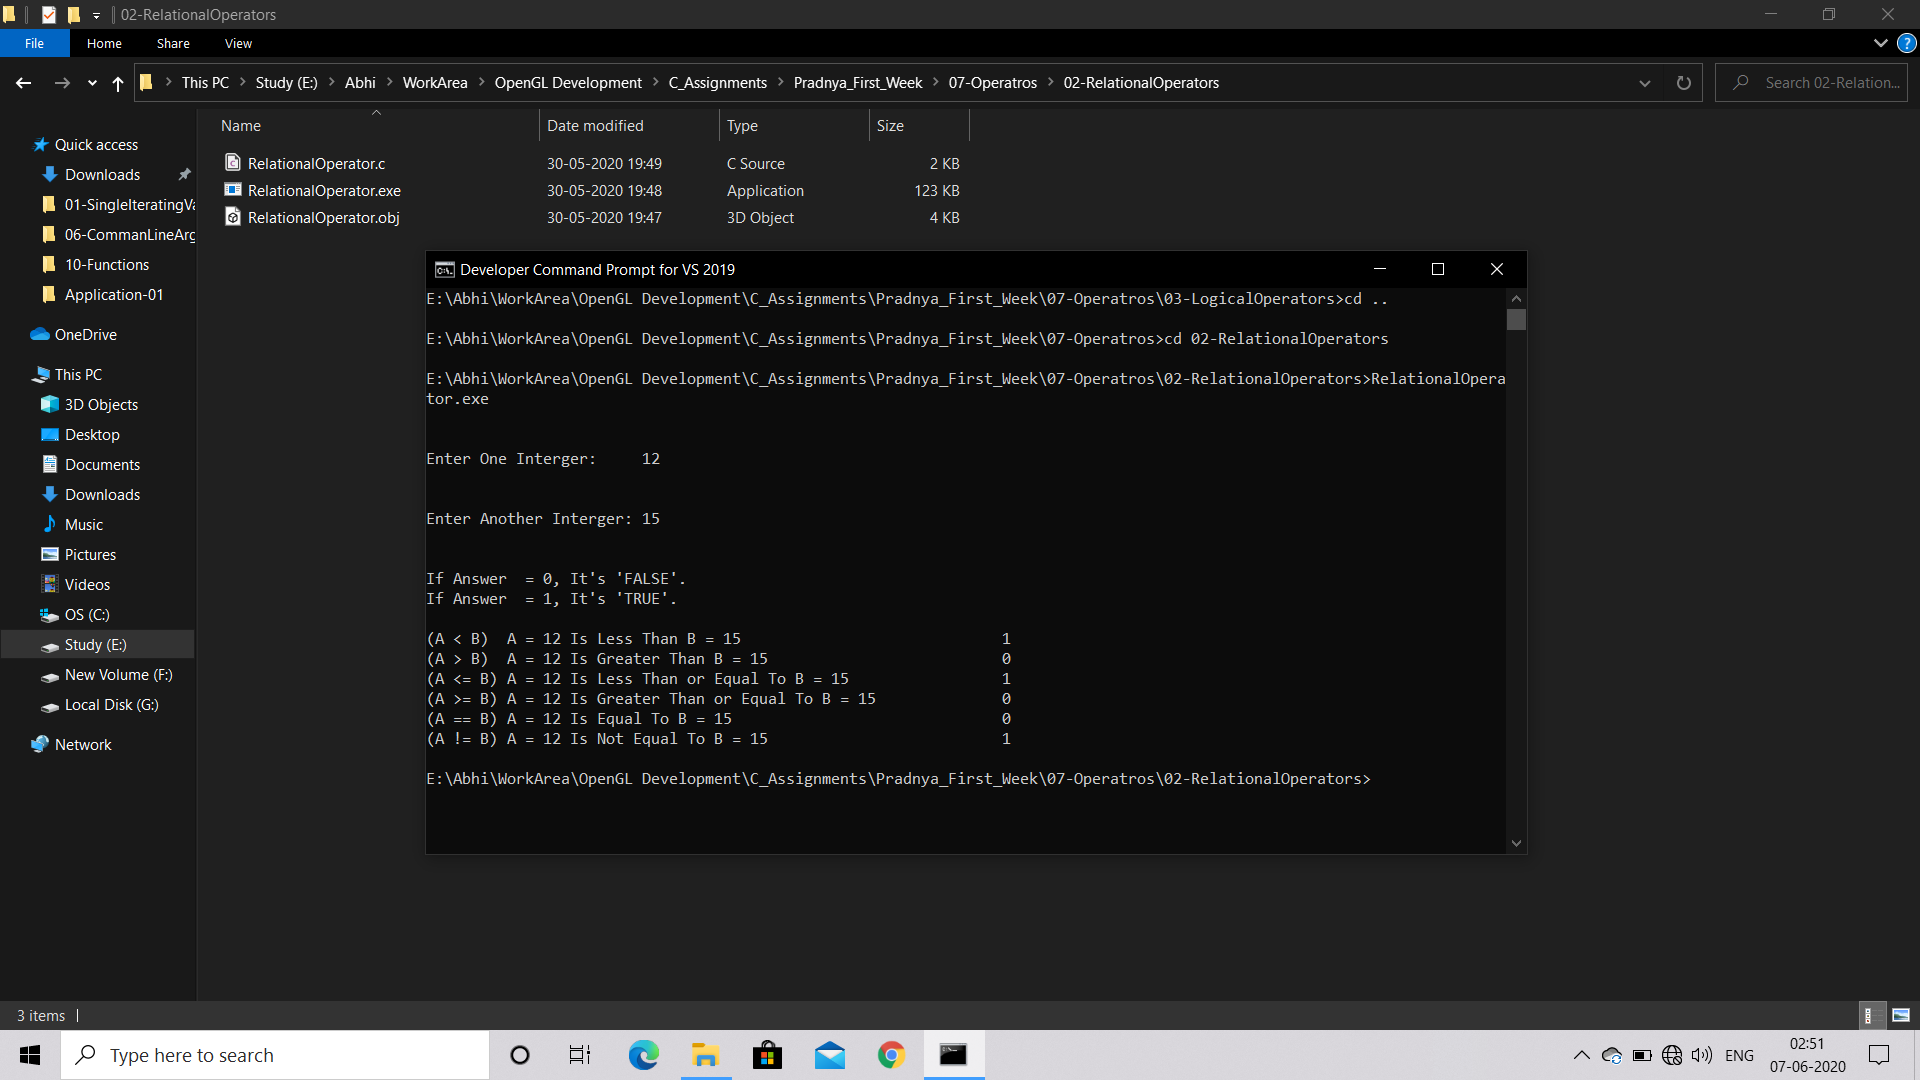 02-RelationalOperators
File Home Share View
This PC > Study (E:) > Abhi > WorkArea > OpenGL Development > C_Assignments > Pradnya_First_Week > 07-Operatros > 02-RelationalOperators
Search 02-Relation...
Name Date modified Type Size
RelationalOperator.c 30-05-2020 19:49 C Source 2 KB
RelationalOperator.exe 30-05-2020 19:48 Application 123 KB
RelationalOperator.obj 30-05-2020 19:47 3D Object 4 KB
Quick access
Downloads
01-SingleIteratingVa
06-CommanLineArg
10-Functions
Application-01
OneDrive
This PC
3D Objects
Desktop
Documents
Downloads
Music
Pictures
Videos
OS (C:)
Study (E:)
New Volume (F:)
Local Disk (G:)
Network
Developer Command Prompt for VS 2019
E:\Abhi\WorkArea\OpenGL Development\C_Assignments\Pradnya_First_Week\07-Operatros\03-LogicalOperators>cd ..
E:\Abhi\WorkArea\OpenGL Development\C_Assignments\Pradnya_First_Week\07-Operatros>cd 02-RelationalOperators
E:\Abhi\WorkArea\OpenGL Development\C_Assignments\Pradnya_First_Week\07-Operatros\02-RelationalOperators>RelationalOpera
tor.exe
Enter One Interger: 12
Enter Another Interger: 15
If Answer = 0, It's 'FALSE'.
If Answer = 1, It's 'TRUE'.
(A < B) A = 12 Is Less Than B = 15 1
(A > B) A = 12 Is Greater Than B = 15 0
(A <= B) A = 12 Is Less Than or Equal To B = 15 1
(A >= B) A = 12 Is Greater Than or Equal To B = 15 0
(A == B) A = 12 Is Equal To B = 15 0
(A != B) A = 12 Is Not Equal To B = 15 1
E:\Abhi\WorkArea\OpenGL Development\C_Assignments\Pradnya_First_Week\07-Operatros\02-RelationalOperators>
3 items
Type here to search
ENG
02:51
07-06-2020